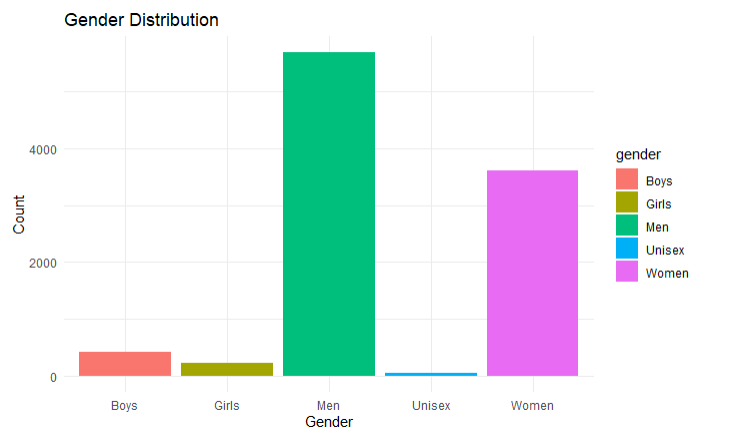 Gender Distribution
Count
4000
2000
0
Boys
Girls
Men
Unisex
Women
Gender
gender
Boys
Girls
Men
Unisex
Women